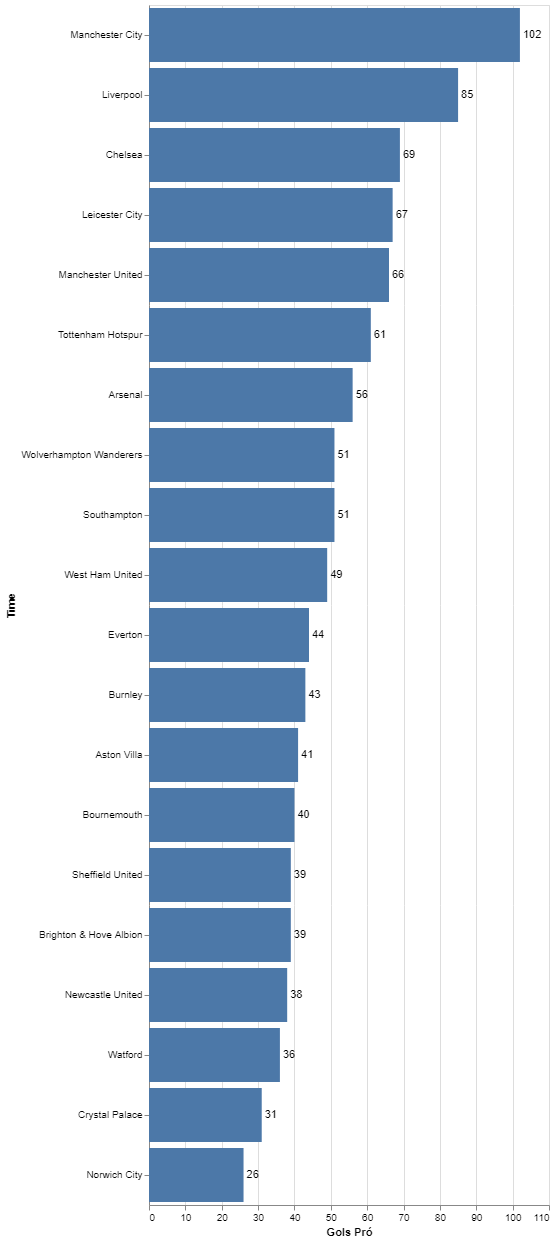 Manchester City 102
Liverpool 85
Chelsea 69
Leicester City 67
Manchester United 66
Tottenham Hotspur 61
Arsenal 56
Wolverhampton Wanderers 51
Southampton 51
West Ham United 49
Time
Everton 44
Burnley 43
Aston Villa 41
Bournemouth 40
Sheffield United 39
Brighton & Hove Albion 39
Newcastle United 38
Watford 36
Crystal Palace 31
Norwich City 26
0 10 20 30 40 50 60 70 80 90 100 110
Gols Pró